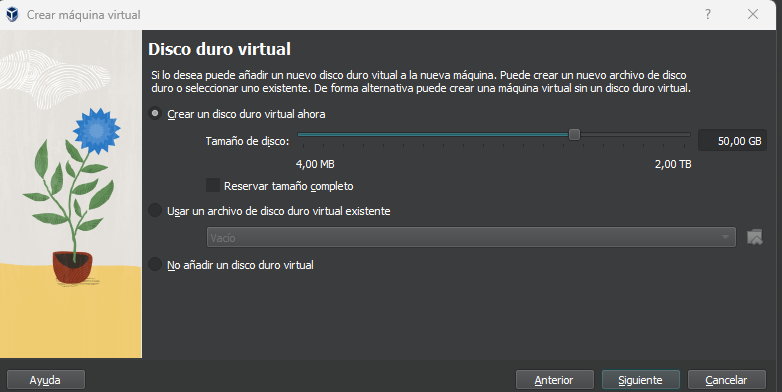 Crear máquina virtual
Disco duro virtual
Si lo desea puede añadir un nuevo disco duro vitual a la nueva máquina. Puede crear un nuevo archivo de disco
duro o seleccionar uno existente. De forma alternativa puede crear una máquina virtual sin un disco duro virtual.
Crear un disco duro virtual ahora
Tamaño de disco:
50,00 GB
4,00 MB
2,00 TB
Reservar tamaño completo
Usar un archivo de disco duro virtual existente
Vacío
No añadir un disco duro virtual
Ayuda
Anterior
Siguiente
Cancelar